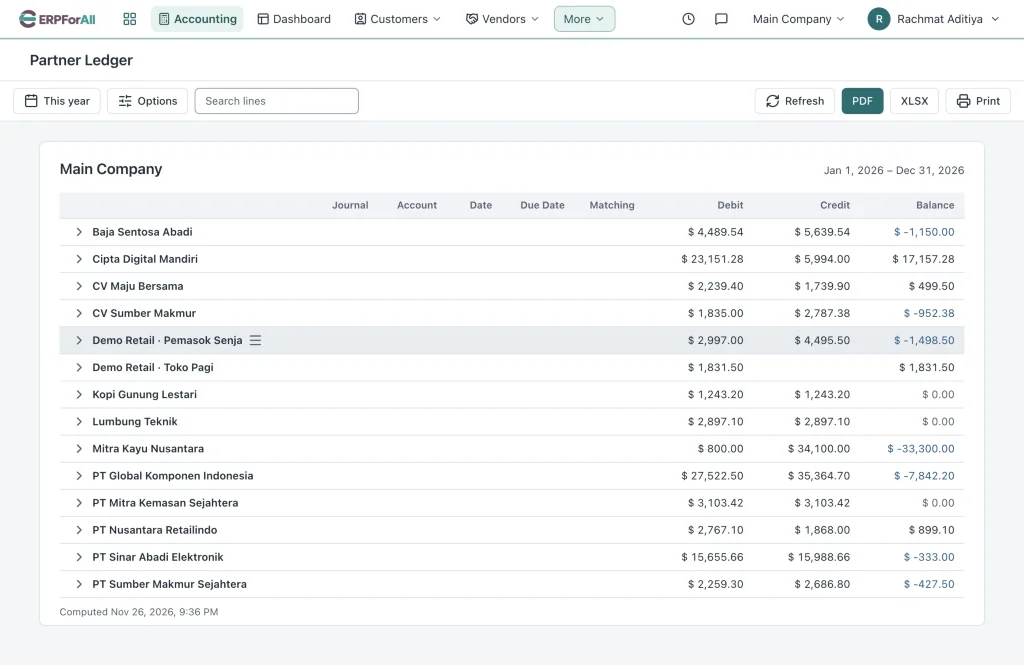 ERPForAll Accounting Dashboard Customers Vendors More Main Company R Rachmat Aditiya
Partner Ledger
This year Options Search lines Refresh PDF XLSX Print
Main Company Jan 1, 2026 – Dec 31, 2026
Journal Account Date Due Date Matching Debit Credit Balance
Baja Sentosa Abadi $ 4,489.54 $ 5,639.54 $ -1,150.00
Cipta Digital Mandiri $ 23,151.28 $ 5,994.00 $ 17,157.28
CV Maju Bersama $ 2,239.40 $ 1,739.90 $ 499.50
CV Sumber Makmur $ 1,835.00 $ 2,787.38 $ -952.38
Demo Retail · Pemasok Senja $ 2,997.00 $ 4,495.50 $ -1,498.50
Demo Retail · Toko Pagi $ 1,831.50 $ 1,831.50
Kopi Gunung Lestari $ 1,243.20 $ 1,243.20 $ 0.00
Lumbung Teknik $ 2,897.10 $ 2,897.10 $ 0.00
Mitra Kayu Nusantara $ 800.00 $ 34,100.00 $ -33,300.00
PT Global Komponen Indonesia $ 27,522.50 $ 35,364.70 $ -7,842.20
PT Mitra Kemasan Sejahtera $ 3,103.42 $ 3,103.42 $ 0.00
PT Nusantara Retailindo $ 2,767.10 $ 1,868.00 $ 899.10
PT Sinar Abadi Elektronik $ 15,655.66 $ 15,988.66 $ -333.00
PT Sumber Makmur Sejahtera $ 2,259.30 $ 2,686.80 $ -427.50
Computed Nov 26, 2026, 9:36 PM